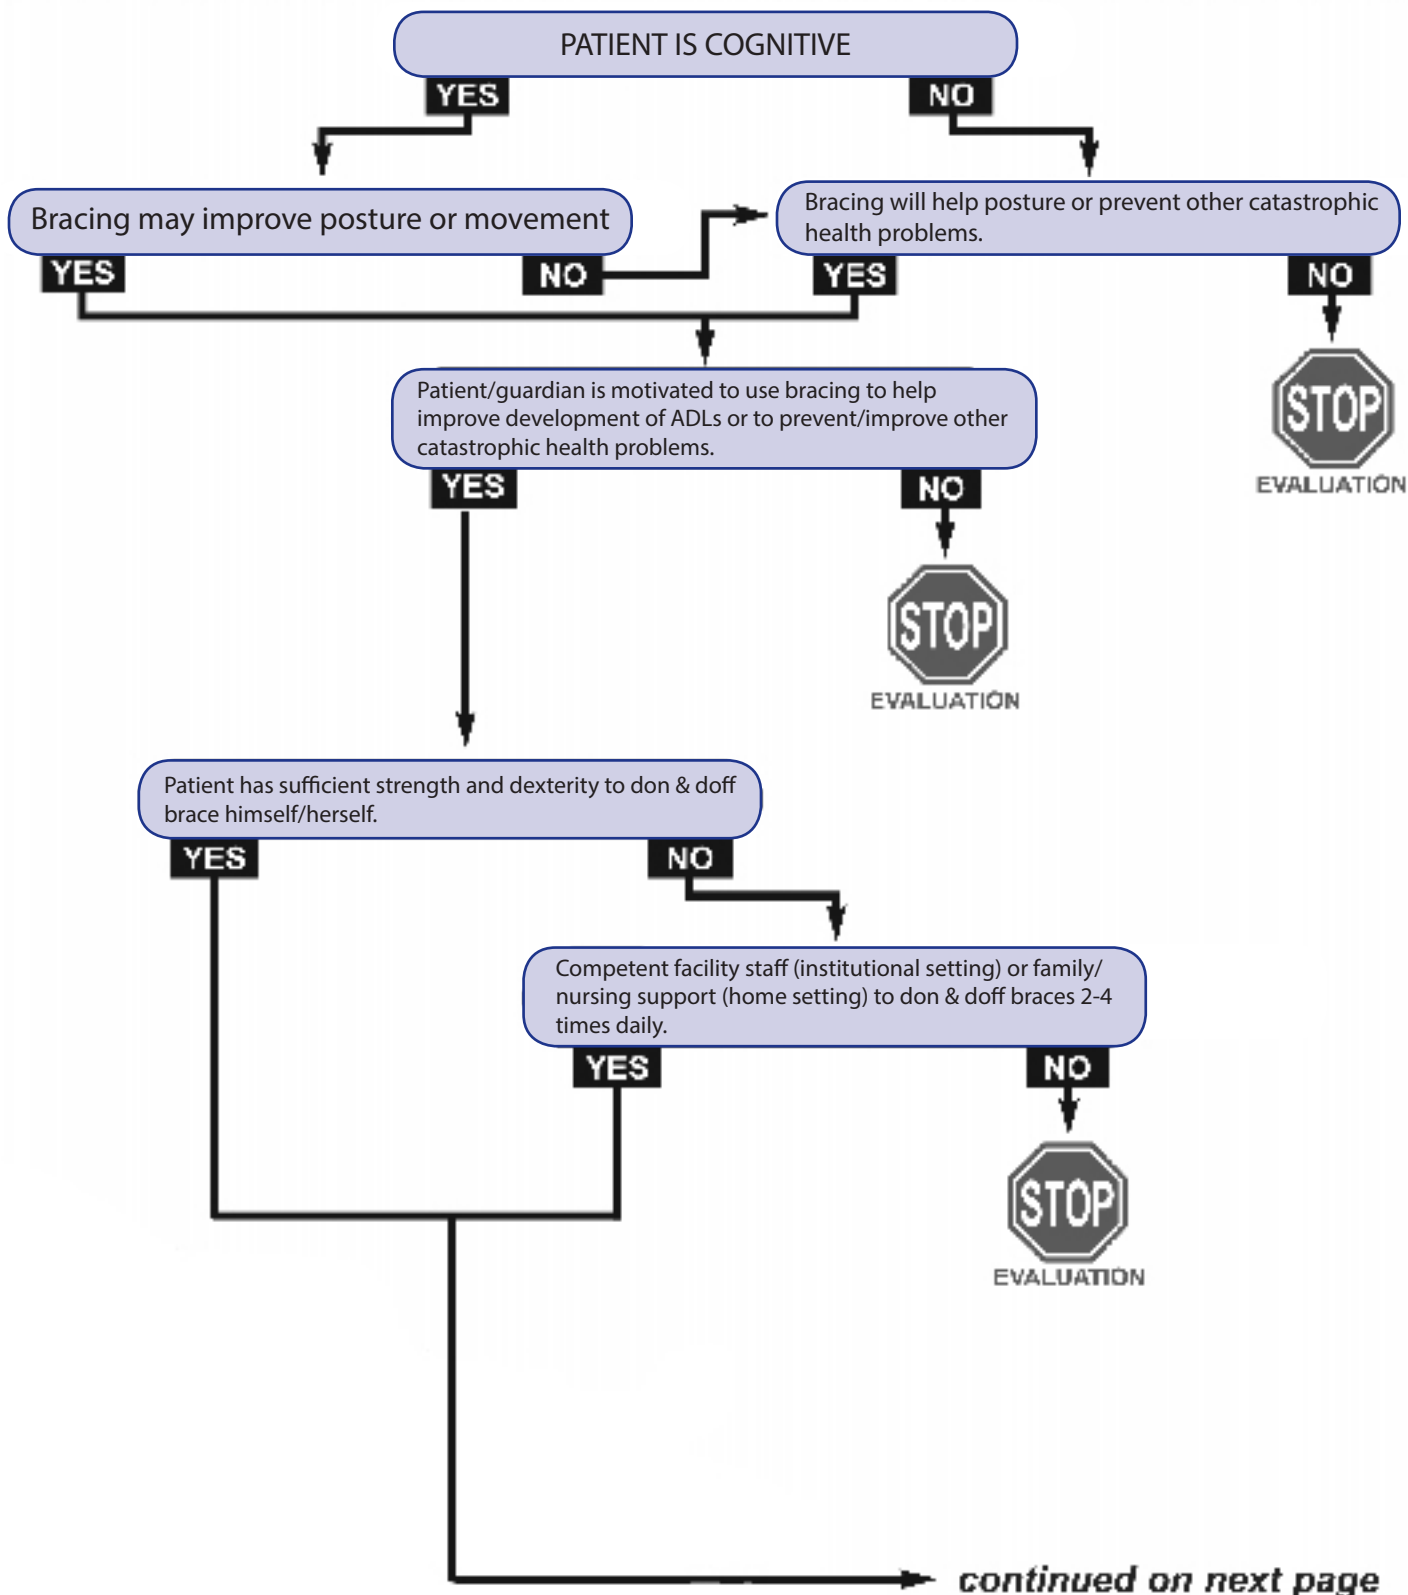 PATIENT IS COGNITIVE
YES
NO
Bracing may improve posture or movement
YES
NO
Bracing will help posture or prevent other catastrophic
health problems.
YES
NO
STOP
EVALUATION
Patient/guardian is motivated to use bracing to help
improve development of ADLs or to prevent/improve other
catastrophic health problems.
YES
NO
STOP
EVALUATION
Patient has sufficient strength and dexterity to don & doff
brace himself/herself.
YES
NO
Competent facility staff (institutional setting) or family/
nursing support (home setting) to don & doff braces 2-4
times daily.
YES
NO
STOP
EVALUATION
continued on next page